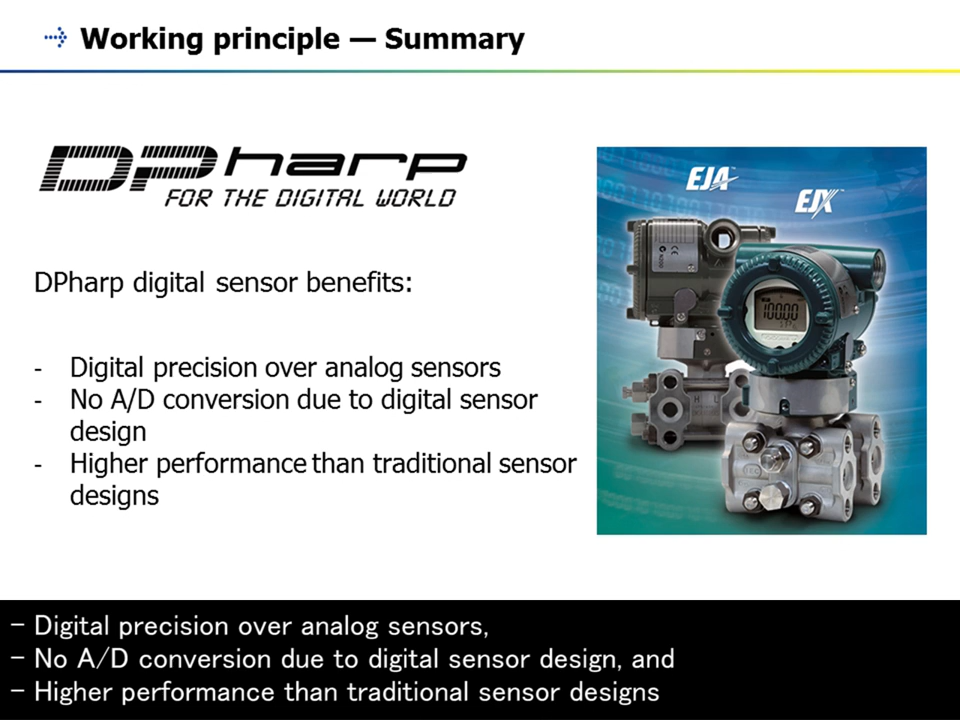 Working principle — Summary
DPharp
FOR THE DIGITAL WORLD
EJA™
EJX™
DPharp digital sensor benefits:
- Digital precision over analog sensors
- No A/D conversion due to digital sensor
design
- Higher performance than traditional sensor
designs
100.00
H L
- Digital precision over analog sensors,
- No A/D conversion due to digital sensor design, and
- Higher performance than traditional sensor designs